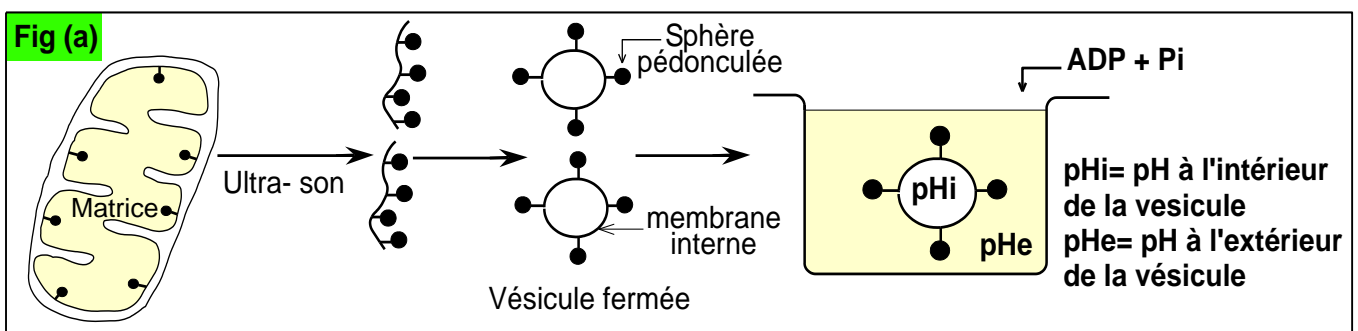 Fig (a)
Matrice
Ultra- son
Sphère
pédonculée
membrane
interne
Vésicule fermée
ADP + Pi
pHi
pHe
pHi= pH à l'intérieur
de la vesicule
pHe= pH à l'extérieur
de la vésicule